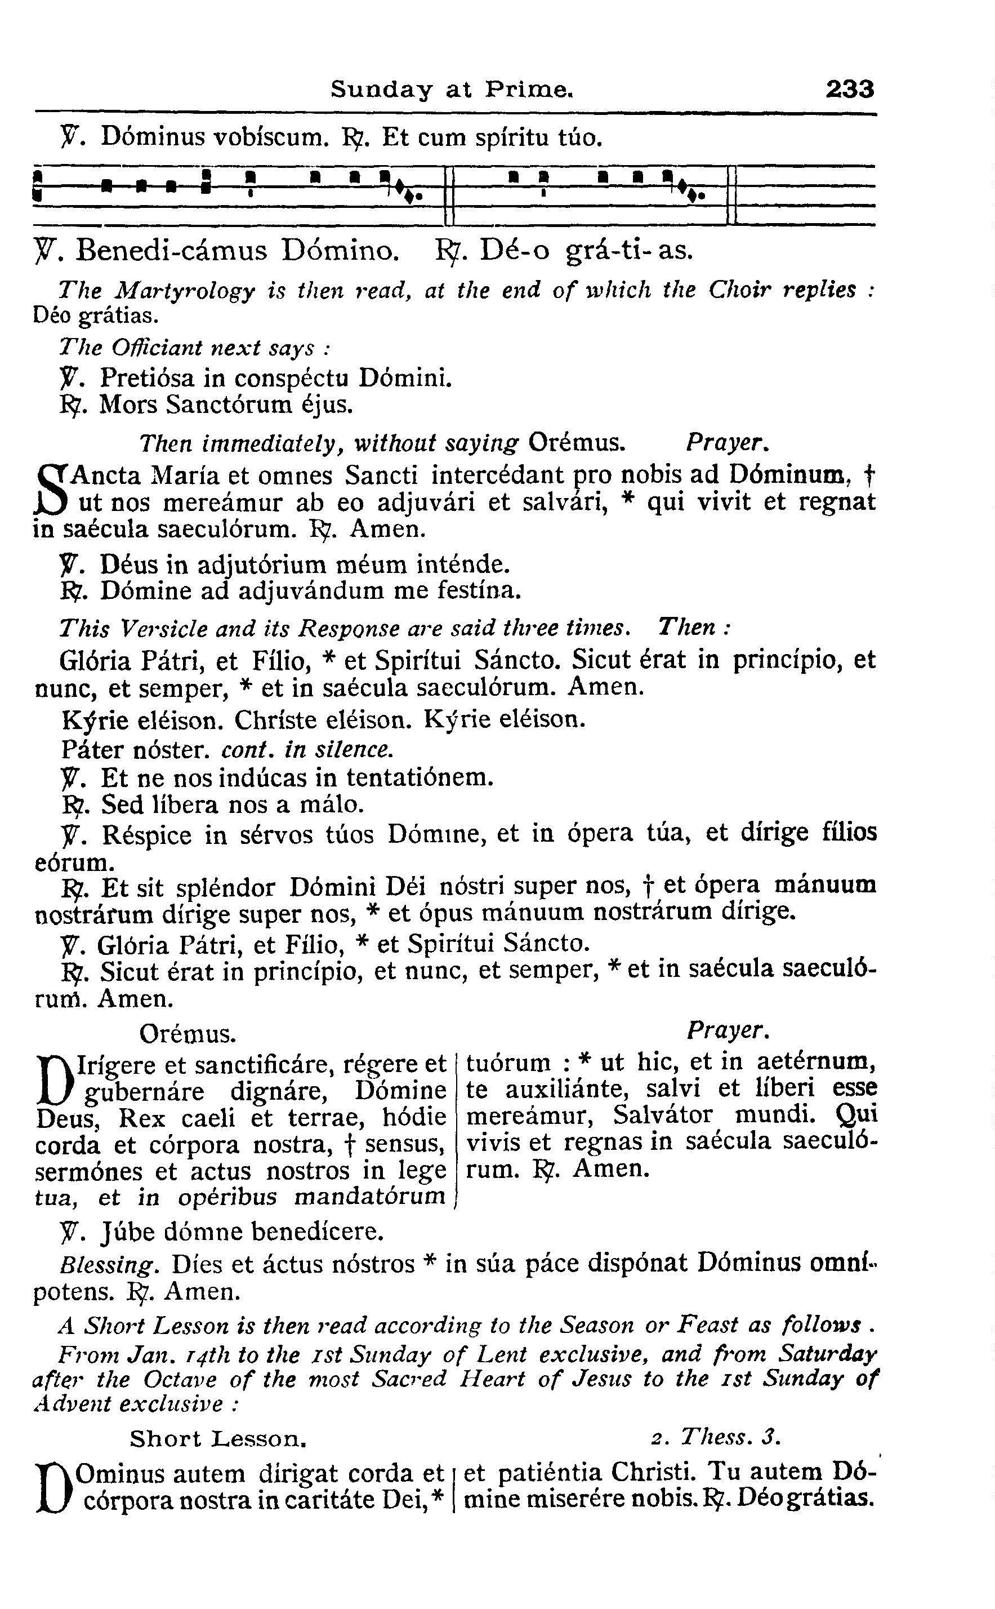 Sunday at Prime. 233
℣. Dóminus vobíscum. ℟. Et cum spíritu túo.
℣. Benedi-cámus Dómino. ℟. Dé-o grá-ti-as.
The Martyrology is then read, at the end of which the Choir replies :
Déo grátias.
The Officiant next says :
℣. Pretiósa in conspéctu Dómini.
℟. Mors Sanctórum éjus.
Then immediately, without saying Orémus. Prayer.
SAncta María et omnes Sancti intercédant pro nobis ad Dóminum, †
ut nos mereámur ab eo adjuvári et salvári, * qui vivit et regnat
in saécula saeculórum. ℟. Amen.
℣. Déus in adjutórium méum inténde.
℟. Dómine ad adjuvándum me festína.
This Versicle and its Response are said three times. Then :
Glória Pátri, et Fílio, * et Spirítui Sáncto. Sicut érat in princípio, et
nunc, et semper, * et in saécula saeculórum. Amen.
Kýrie eléison. Chríste eléison. Kýrie eléison.
Páter nóster. cont. in silence.
℣. Et ne nos indúcas in tentatiónem.
℟. Sed líbera nos a málo.
℣. Réspice in sérvos túos Dómine, et in ópera túa, et dírige fílios
eórum.
℟. Et sit spléndor Dómini Déi nóstri super nos, † et ópera mánuum
nostrárum dírige super nos, * et ópus mánuum nostrárum dírige.
℣. Glória Pátri, et Fílio, * et Spirítui Sáncto.
℟. Sicut érat in princípio, et nunc, et semper, * et in saécula saeculó-
rum. Amen.
Orémus. Prayer.
DIrígere et sanctificáre, régere et
gubernáre dignáre, Dómine
Deus, Rex caeli et terrae, hódie
corda et córpora nostra, † sensus,
sermónes et actus nostros in lege
tua, et in opéribus mandatórum
tuórum : * ut hic, et in aetérnum,
te auxiliánte, salvi et líberi esse
mereámur, Salvátor mundi. Qui
vivis et regnas in saécula saeculó-
rum. ℟. Amen.
℣. Júbe dómne benedícere.
Blessing. Díes et áctus nóstros * in súa páce dispónat Dóminus omní-
potens. ℟. Amen.
A Short Lesson is then read according to the Season or Feast as follows.
From Jan. 14th to the 1st Sunday of Lent exclusive, and from Saturday
after the Octave of the most Sacred Heart of Jesus to the 1st Sunday of
Advent exclusive :
Short Lesson. 2. Thess. 3.
DOminus autem dírigat corda et
córpora nostra in caritáte Dei, *
et patiéntia Christi. Tu autem Dó-
mine miserére nobis. ℟. Déo grátias.